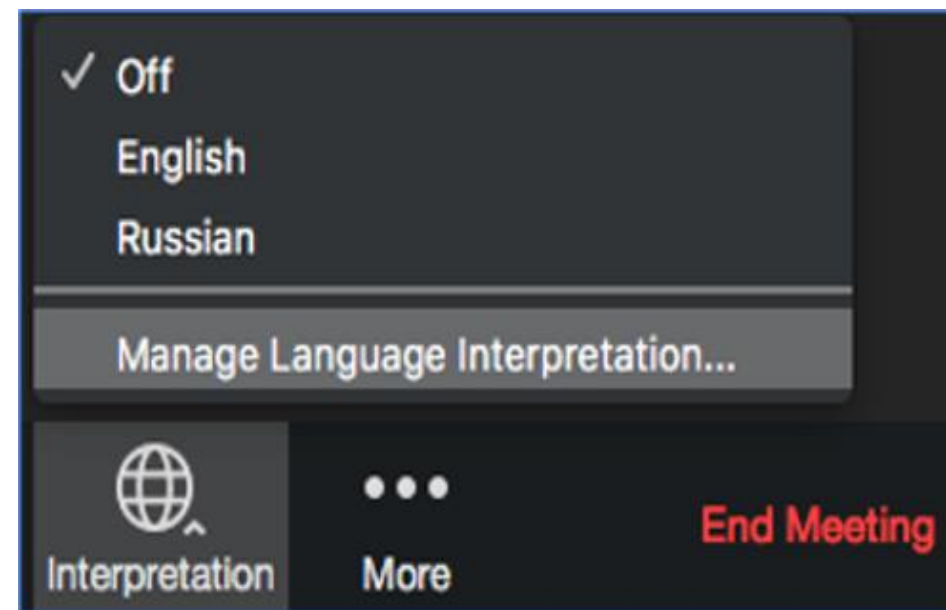 Off
English
Russian
Manage Language Interpretation...
Interpretation
More
End Meeting